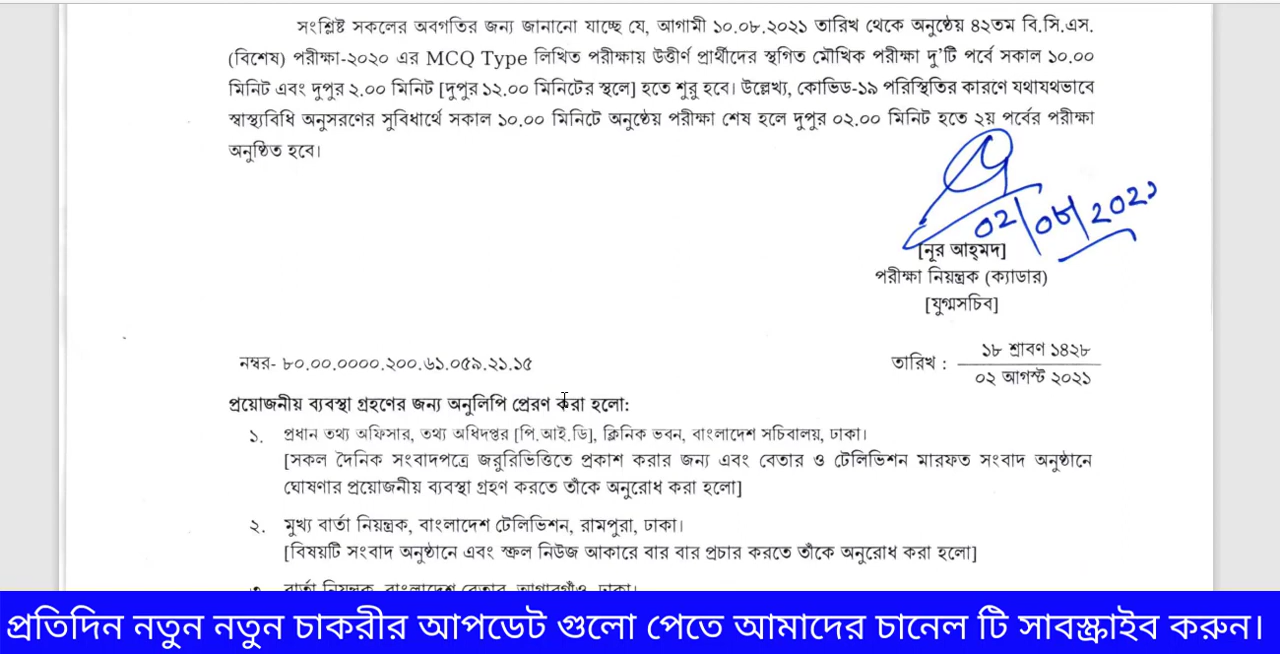 সংশ্লিষ্ট সকলের অবগতির জন্য জানানো যাচ্ছে যে, আগামী ১০.০৮.২০২১ তারিখ থেকে অনুষ্ঠেয় ৪২তম বি.সি.এস.
(বিশেষ) পরীক্ষা-২০২০ এর MCQ Type লিখিত পরীক্ষায় উত্তীর্ণ প্রার্থীদের স্থগিত মৌখিক পরীক্ষা দু'টি পর্বে সকাল ১০.০০
মিনিট এবং দুপুর ২.০০ মিনিট [দুপুর ১২.০০ মিনিটের স্থলে] হতে শুরু হবে। উল্লেখ্য, কোভিড-১৯ পরিস্থিতির কারণে যথাযথভাবে
স্বাস্থ্যবিধি অনুসরণের সুবিধার্থে সকাল ১০.০০ মিনিটে অনুষ্ঠেয় পরীক্ষা শেষ হলে দুপুর ০২.০০ মিনিট হতে ২য় পর্বের পরীক্ষা
অনুষ্ঠিত হবে।
০২/০৮/২০২১
[নূর আহ্‌মদ]
পরীক্ষা নিয়ন্ত্রক (ক্যাডার)
[যুগ্মসচিব]
নম্বর- ৮০.০০.০০০০.২০০.৬১.০৫৯.২১.১৫
তারিখ : ১৮ শ্রাবণ ১৪২৮
০২ আগস্ট ২০২১
প্রয়োজনীয় ব্যবস্থা গ্রহণের জন্য অনুলিপি প্রেরণ করা হলো:
১. প্রধান তথ্য অফিসার, তথ্য অধিদপ্তর [পি.আই.ডি], ক্লিনিক ভবন, বাংলাদেশ সচিবালয়, ঢাকা।
[সকল দৈনিক সংবাদপত্রে জরুরিভিত্তিতে প্রকাশ করার জন্য এবং বেতার ও টেলিভিশন মারফত সংবাদ অনুষ্ঠানে
ঘোষণার প্রয়োজনীয় ব্যবস্থা গ্রহণ করতে তাঁকে অনুরোধ করা হলো]
২. মুখ্য বার্তা নিয়ন্ত্রক, বাংলাদেশ টেলিভিশন, রামপুরা, ঢাকা।
[বিষয়টি সংবাদ অনুষ্ঠানে এবং স্ক্রল নিউজ আকারে বার বার প্রচার করতে তাঁকে অনুরোধ করা হলো]
৩. বার্তা নিয়ন্ত্রক, বাংলাদেশ বেতার, আগারগাঁও, ঢাকা।
প্রতিদিন নতুন নতুন চাকরীর আপডেট গুলো পেতে আমাদের চানেল টি সাবস্ক্রাইব করুন।